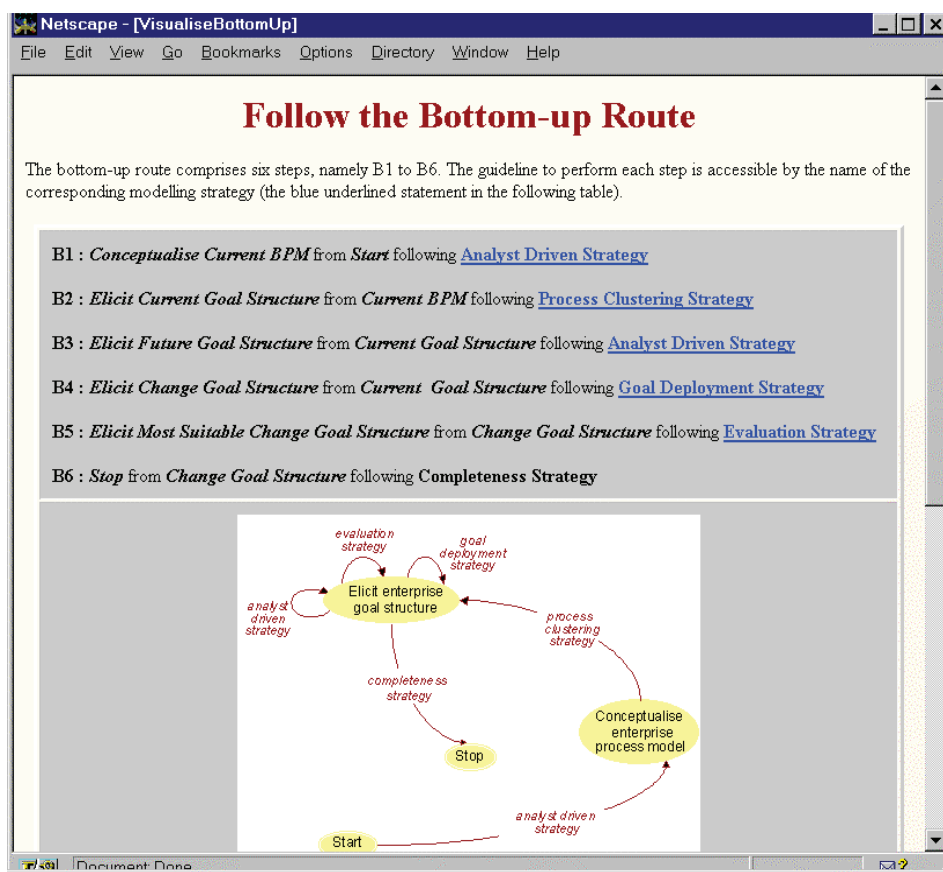 Netscape - [VisualiseBottomUp]
File Edit View Go Bookmarks Options Directory Window Help
Follow the Bottom-up Route
The bottom-up route comprises six steps, namely B1 to B6. The guideline to perform each step is accessible by the name of the
corresponding modelling strategy (the blue underlined statement in the following table).
B1 : Conceptualise Current BPM from Start following Analyst Driven Strategy
B2 : Elicit Current Goal Structure from Current BPM following Process Clustering Strategy
B3 : Elicit Future Goal Structure from Current Goal Structure following Analyst Driven Strategy
B4 : Elicit Change Goal Structure from Current Goal Structure following Goal Deployment Strategy
B5 : Elicit Most Suitable Change Goal Structure from Change Goal Structure following Evaluation Strategy
B6 : Stop from Change Goal Structure following Completeness Strategy
evaluation
strategy
goal
deployment
strategy
Elicit enterprise
goal structure
analyst
driven
strategy
process
clustering
strategy
completeness
strategy
Conceptualise
enterprise
process model
Stop
analyst driven
strategy
Start
Document: Done